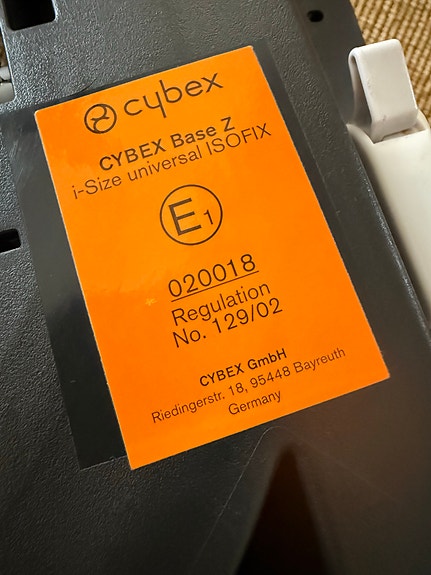 cybex
CYBEX Base Z
i-Size universal ISOFIX
E1
020018
Regulation
No. 129/02
CYBEX GmbH
Riedingerstr. 18, 95448 Bayreuth
Germany